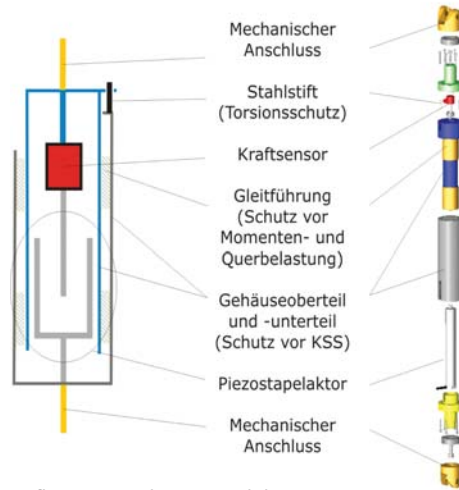 Mechanischer
Anschluss
Stahlstift
(Torsionsschutz)
Kraftsensor
Gleitführung
(Schutz vor
Momenten- und
Querbelastung)
Gehäuseoberteil
und -unterteil
(Schutz vor KSS)
Piezostapelaktor
Mechanischer
Anschluss